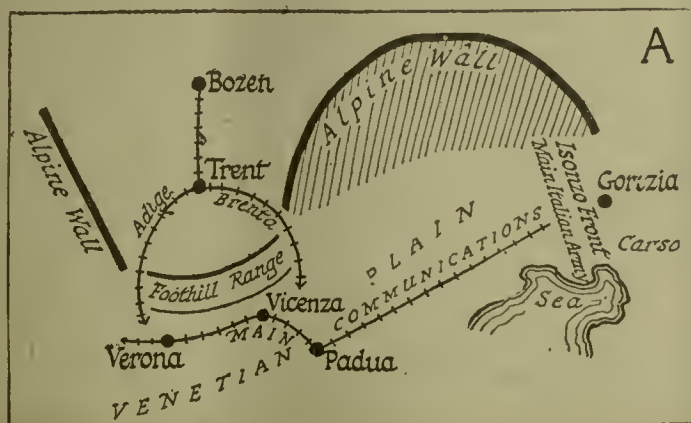 A
Bozen
Alpine Wall
Alpine Wall
Trent
Adige
Brenta
Isonzo Front
Main Italian Army
Gorizia
Carso
Foothill Range
PLAIN
MAIN COMMUNICATIONS
Sea
Vicenza
Verona
Padua
VENETIAN